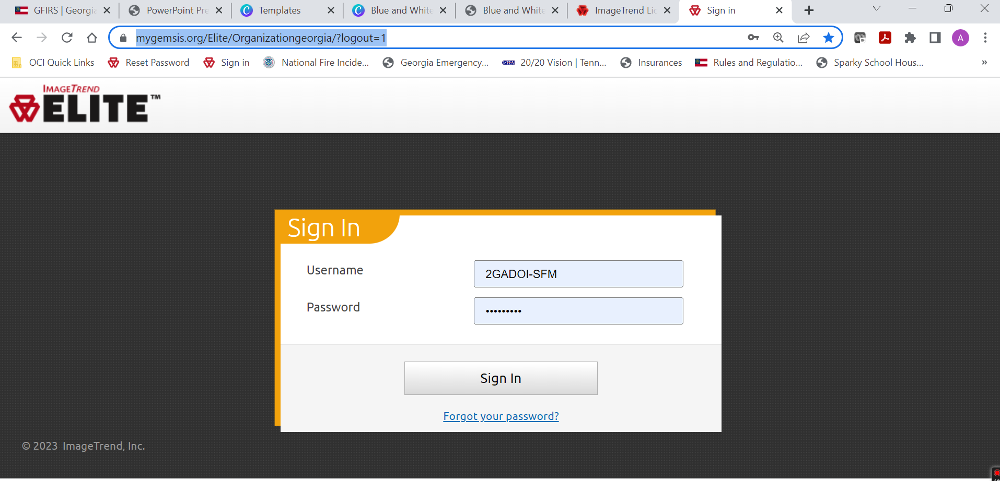 GFIRS | Georgia
PowerPoint Pre
Templates
Blue and White
Blue and White
ImageTrend Lic
Sign in
mygemsis.org/Elite/Organizationgeorgia/?logout=1
A
OCI Quick Links
Reset Password
Sign in
National Fire Incide...
Georgia Emergency...
20/20 Vision | Tenn...
Insurances
Rules and Regulatio...
Sparky School Hous...
»
IMAGETREND
ELITE™
Sign In
Username
2GADOI-SFM
Password
•••••••••
Sign In
Forgot your password?
© 2023 ImageTrend, Inc.